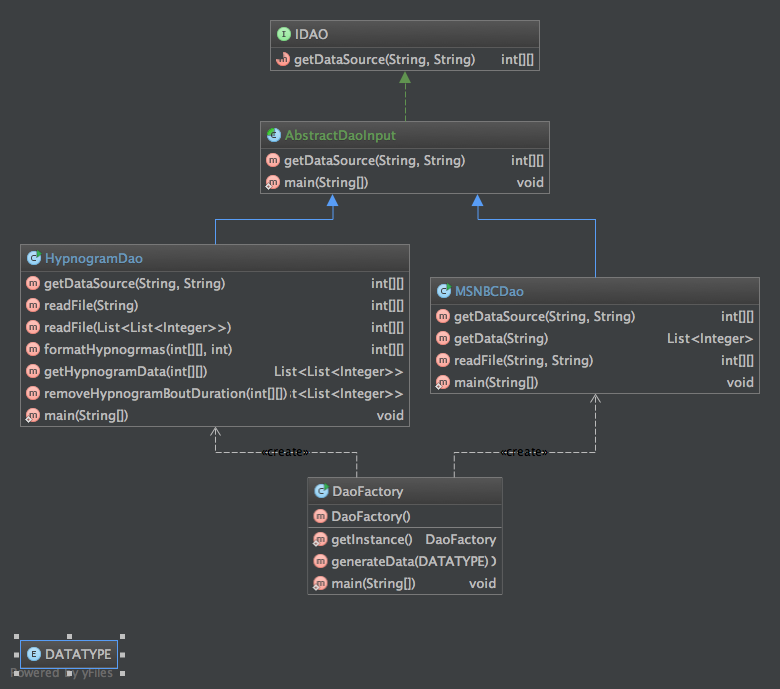 IDAO
getDataSource(String, String) int[][]
AbstractDaoInput
getDataSource(String, String) int[][]
main(String[]) void
HypnogramDao
getDataSource(String, String) int[][]
readFile(String) int[][]
readFile(List<List<Integer>>) int[][]
formatHypnogrmas(int[][], int) int[][]
getHypnogramData(int[][]) List<List<Integer>>
removeHypnogramBoutDuration(int[][]) t<List<Integer>>
main(String[]) void
MSNBCDao
getDataSource(String, String) int[][]
getData(String) List<Integer>
readFile(String, String) int[][]
main(String[]) void
«create»
«create»
DaoFactory
DaoFactory()
getInstance() DaoFactory
generateData(DATATYPE)
main(String[]) void
DATATYPE
Powered by yFiles